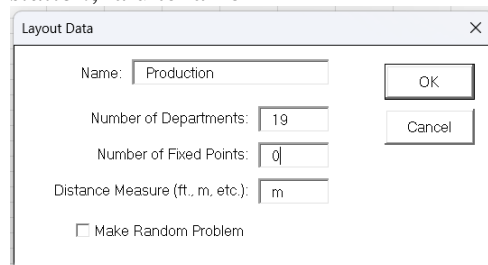 Layout Data
Name: Production
OK
Number of Departments: 19
Cancel
Number of Fixed Points: 0
Distance Measure (ft., m, etc.): m
Make Random Problem